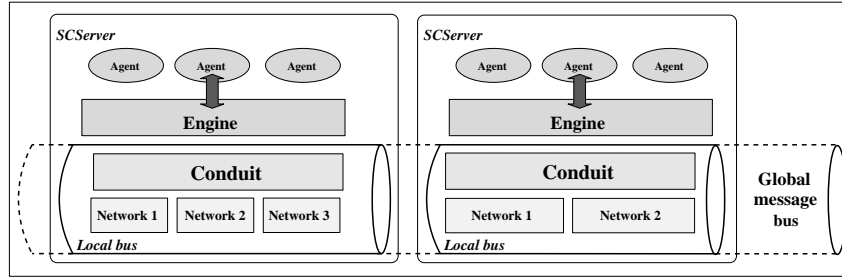 SCServer
Agent
Agent
Agent
Engine
Conduit
Network 1
Network 2
Network 3
Local bus
SCServer
Agent
Agent
Agent
Engine
Conduit
Network 1
Network 2
Local bus
Global
message
bus